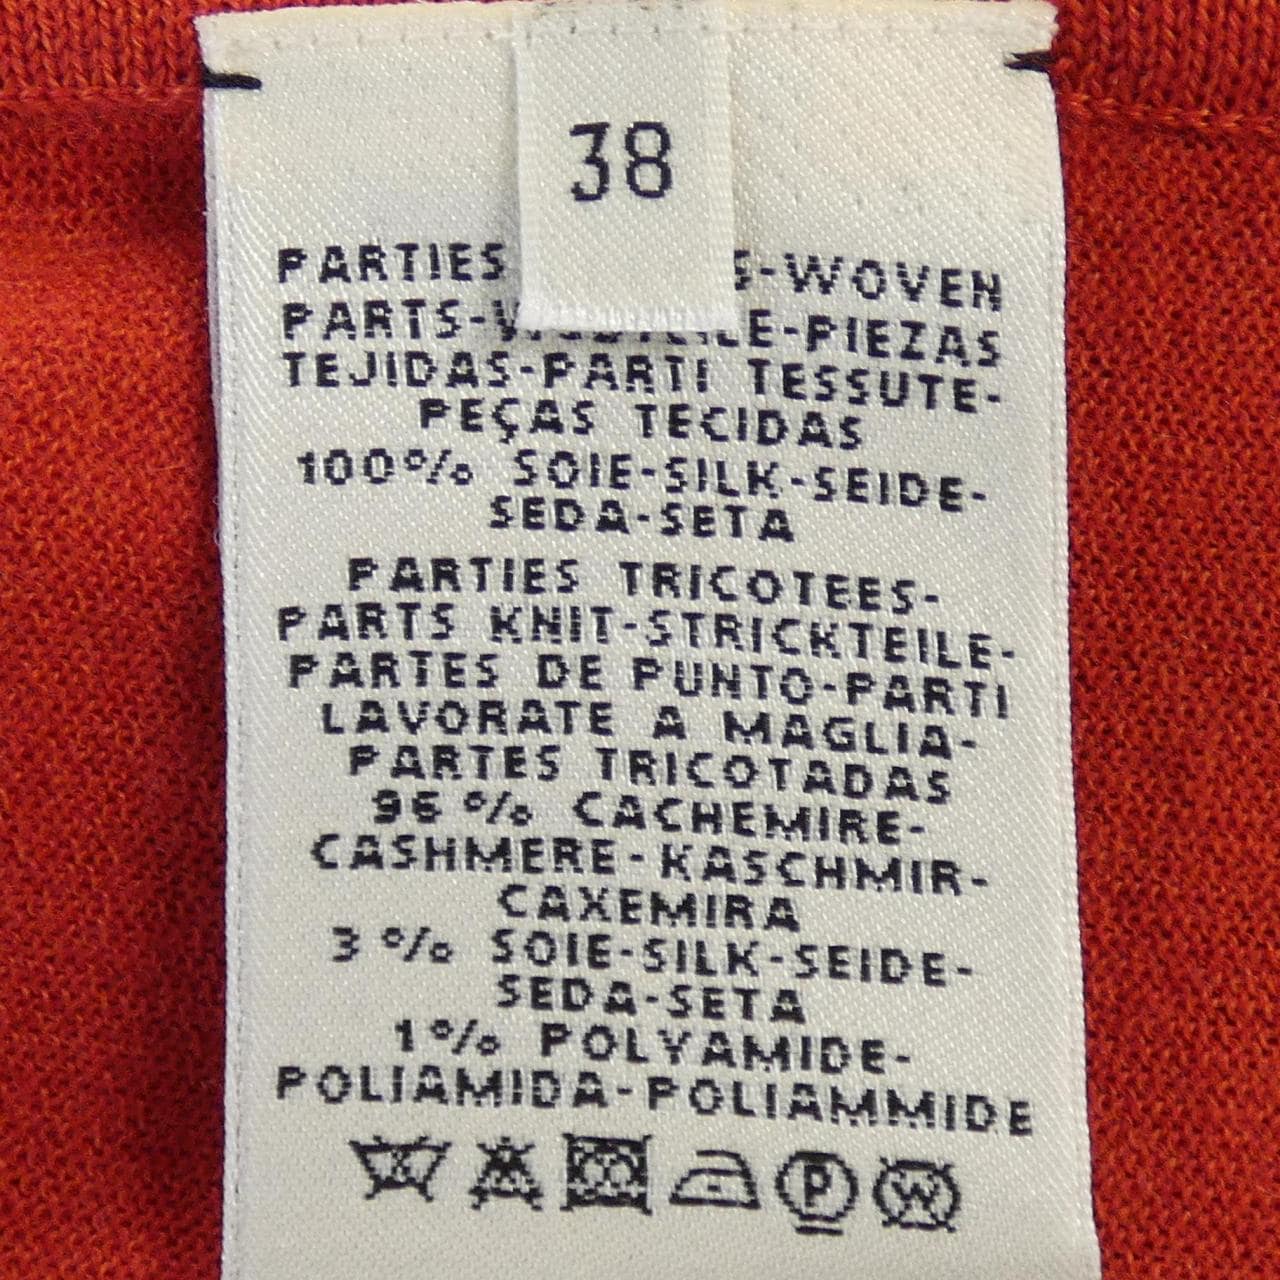 38
PARTIES S-WOVEN
PARTS-W E-PIEZAS
TEJIDAS-PARTI TESSUTE-
PEÇAS TECIDAS
100% SOIE-SILK-SEIDE-
SEDA-SETA
PARTIES TRICOTEES-
PARTS KNIT-STRICKTEILE-
PARTES DE PUNTO-PARTI
LAVORATE A MAGLIA-
PARTES TRICOTADAS
96 % CACHEMIRE-
CASHMERE-KASCHMIR-
CAXEMIRA
3 % SOIE-SILK-SEIDE-
SEDA-SETA
1% POLYAMIDE-
POLIAMIDA-POLIAMMIDE
P W